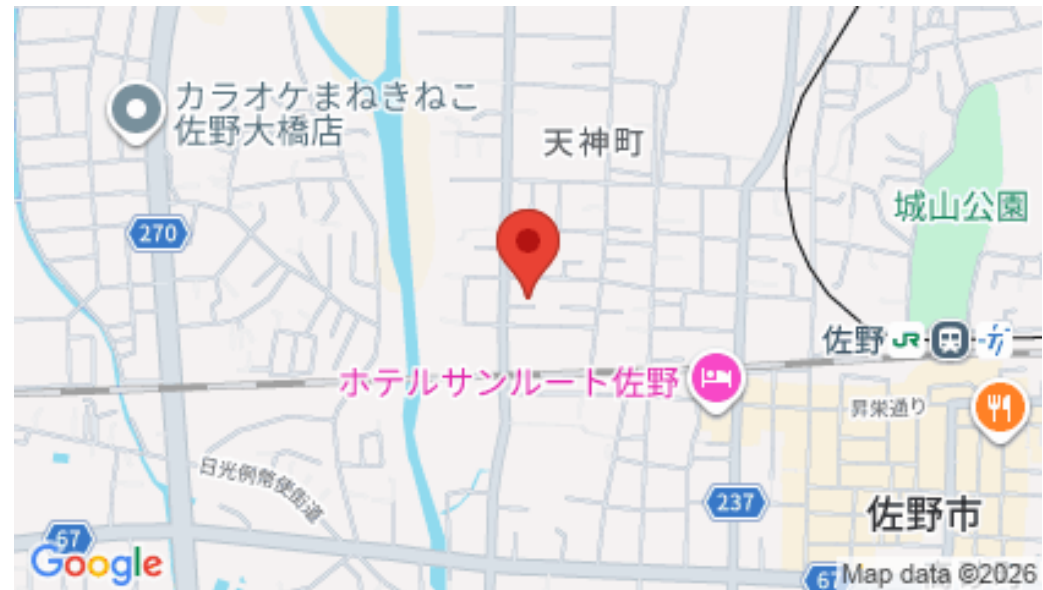 カラオケまねきねこ
佐野大橋店
天神町
城山公園
270
佐野 JR
ホテルサンルート佐野
昇栄通り
日光例幣使街道
237
佐野市
67
67
Google
Map data ©2026